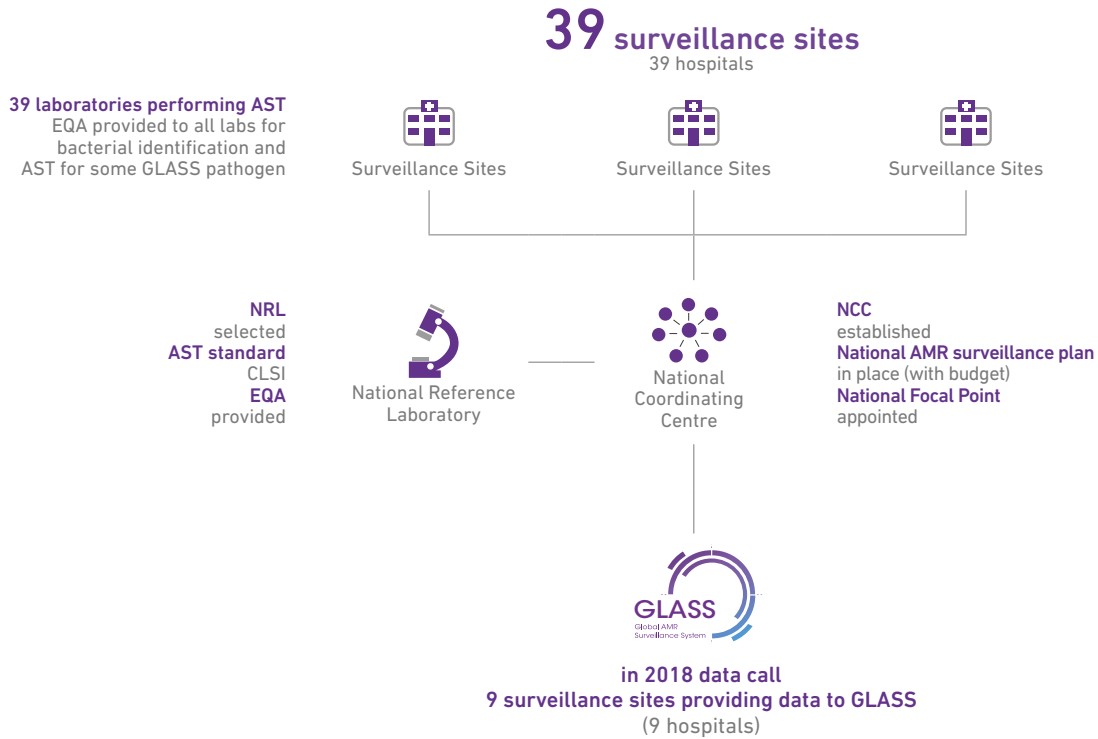 39 surveillance sites
39 hospitals
39 laboratories performing AST
EQA provided to all labs for
bacterial identification and
AST for some GLASS pathogen
Surveillance Sites
Surveillance Sites
Surveillance Sites
NRL
selected
AST standard
CLSI
EQA
provided
National Reference
Laboratory
National
Coordinating
Centre
NCC
established
National AMR surveillance plan
in place (with budget)
National Focal Point
appointed
GLASS
Global AMR
Surveillance System
in 2018 data call
9 surveillance sites providing data to GLASS
(9 hospitals)